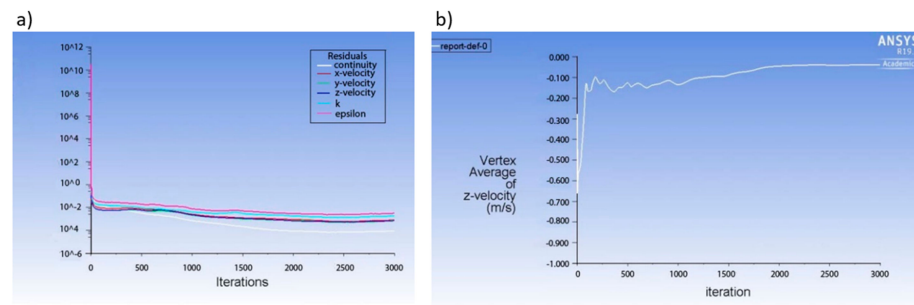 a)
10^12
10^10
10^8
10^6
10^4
10^2
10^ 0
10^-2
10^-4
10^-6
0
500
1000
1500
2000
2500
3000
Iterations
Residuals
continuity
x-velocity
y-velocity
z-velocity
k
epsilon
b)
report-def-0
ANSYS
R19.
Academic
0.000
-0.100
-0.200
-0.300
-0.400
-0.500
-0.600
-0.700
-0.800
-0.900
-1.000
Vertex
Average
of
z-velocity
(m/s)
0
500
1000
1500
2000
2500
3000
iteration